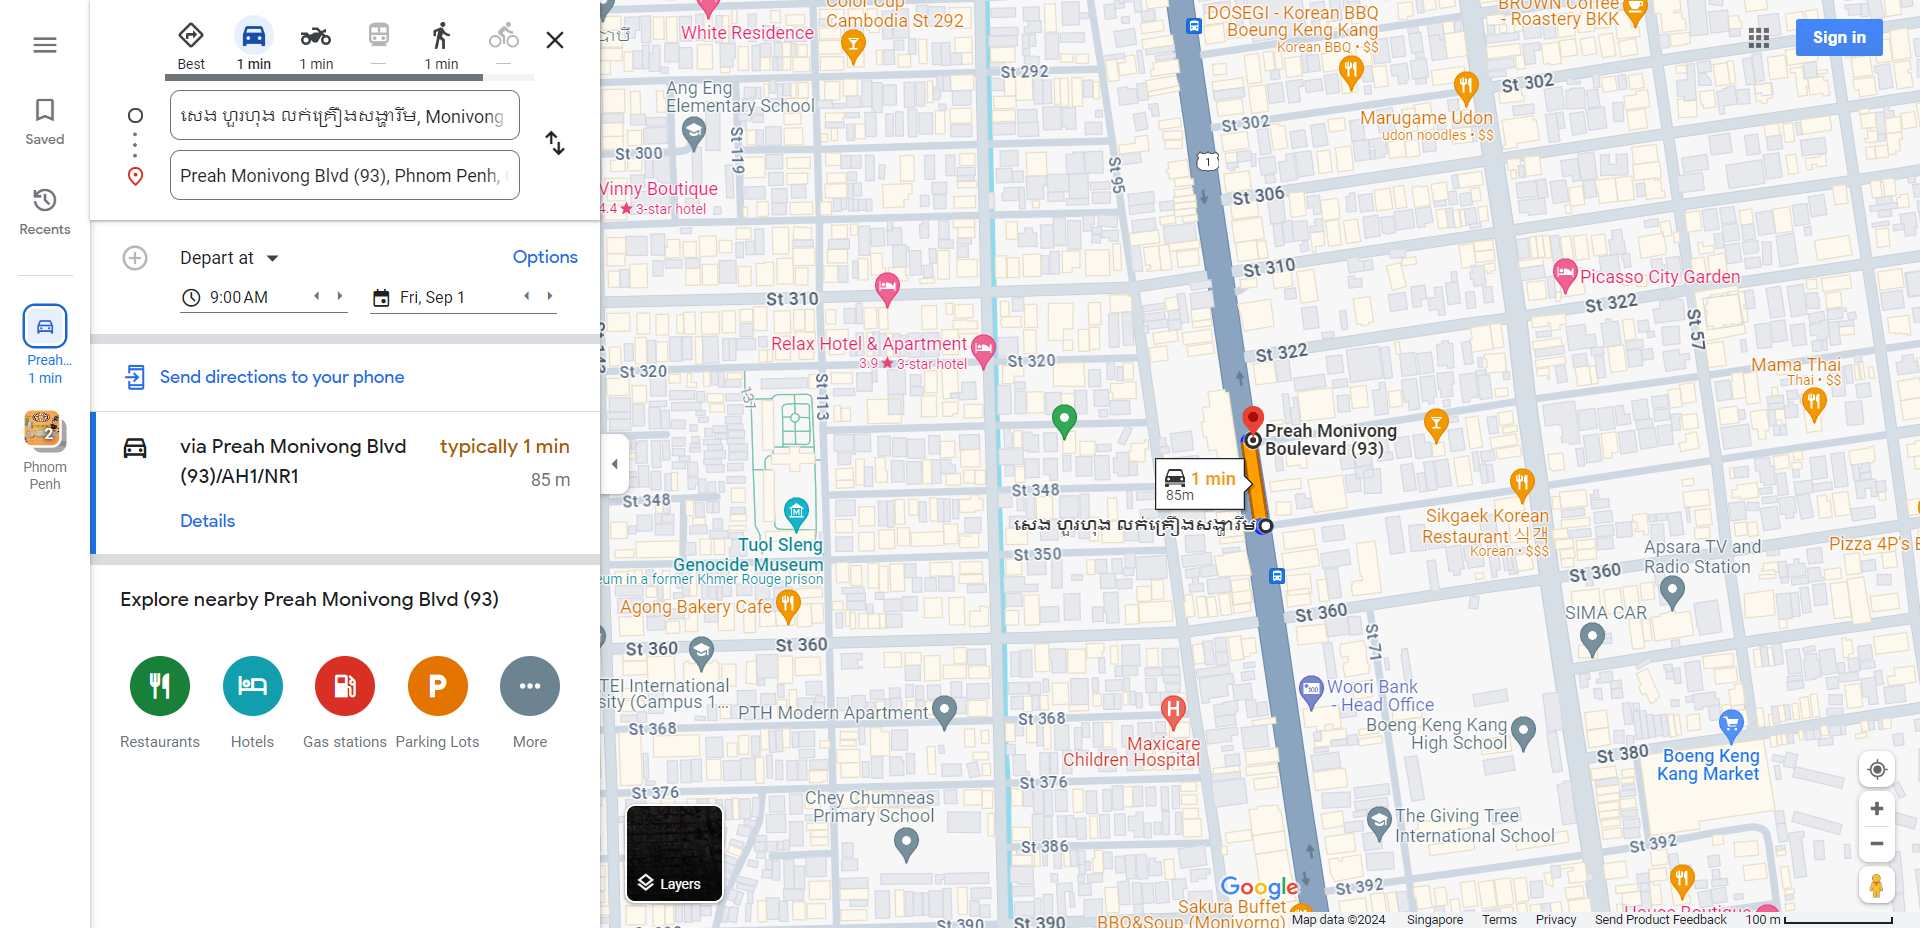 Best
1 min
1 min
—
1 min
—
សេង ហួរហុង លក់គ្រឿងសង្ហារឹម, Monivong
Preah Monivong Blvd (93), Phnom Penh,
Saved
Recents
Preah...
1 min
2
Phnom
Penh
Depart at
Options
9:00 AM
Fri, Sep 1
Send directions to your phone
via Preah Monivong Blvd
(93)/AH1/NR1
typically 1 min
85 m
Details
Explore nearby Preah Monivong Blvd (93)
Restaurants
Hotels
Gas stations
P
Parking Lots
More
Sign in
White Residence
Color Cup
Cambodia St 292
DOSEGI - Korean BBQ
Boeung Keng Kang
Korean BBQ • $$
BROWN Coffee
- Roastery BKK
St 292
St 302
Ang Eng
Elementary School
Marugame Udon
udon noodles • $$
St 302
St 119
St 300
St 95
1
Vinny Boutique
4.4 ★ 3-star hotel
St 306
St 310
Picasso City Garden
St 310
St 322
St 57
Relax Hotel & Apartment
3.9 ★ 3-star hotel
St 322
St 320
St 320
Mama Thai
Thai • $$
St 113
131
Preah Monivong
Boulevard (93)
1 min
85m
St 348
St 348
សេង ហួរហុង លក់គ្រឿងសង្ហារឹម
Sikgaek Korean
Restaurant 식객
Korean • $$$
Tuol Sleng
Genocide Museum
eum in a former Khmer Rouge prison
St 350
Apsara TV and
Radio Station
Pizza 4P's B
St 360
Agong Bakery Cafe
St 360
SIMA CAR
St 71
St 360
St 360
TEI International
sity (Campus 1...
Woori Bank
- Head Office
PTH Modern Apartment
H
St 368
St 368
Boeng Keng Kang
High School
Maxicare
Children Hospital
St 380
Boeng Keng
Kang Market
St 376
St 376
Chey Chumneas
Primary School
The Giving Tree
International School
St 386
St 392
Layers
Google
St 392
Sakura Buffet
BBQ&Soup (Monivorng)
St 390
St 390
House Boutique
Map data ©2024
Singapore
Terms
Privacy
Send Product Feedback
100 m